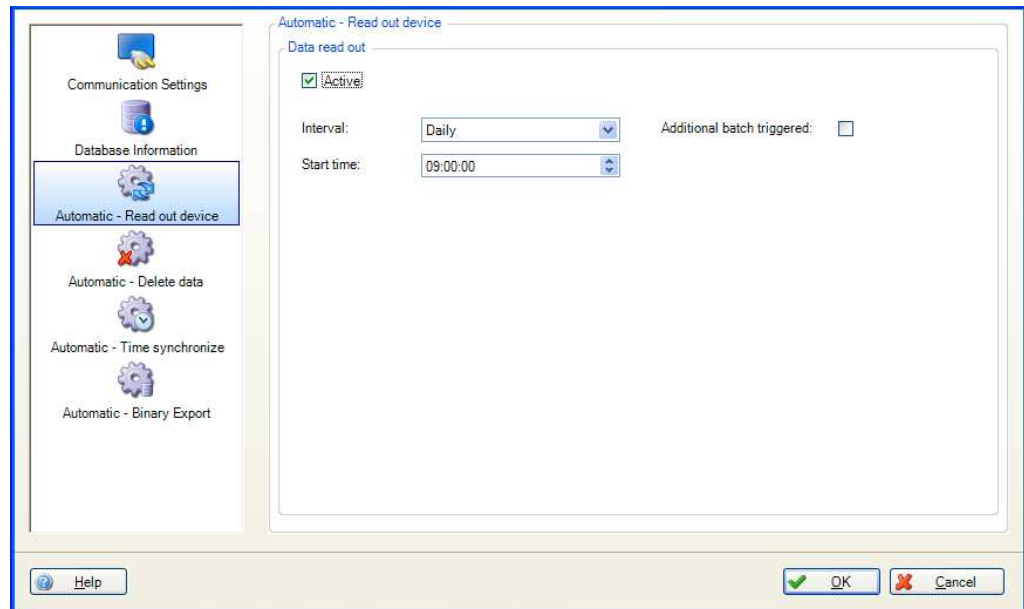 Communication Settings
Database Information
Automatic - Read out device
Automatic - Delete data
Automatic - Time synchronize
Automatic - Binary Export
Automatic - Read out device
Data read out
Active
Interval: Daily Additional batch triggered:
Start time: 09:00:00
Help OK Cancel